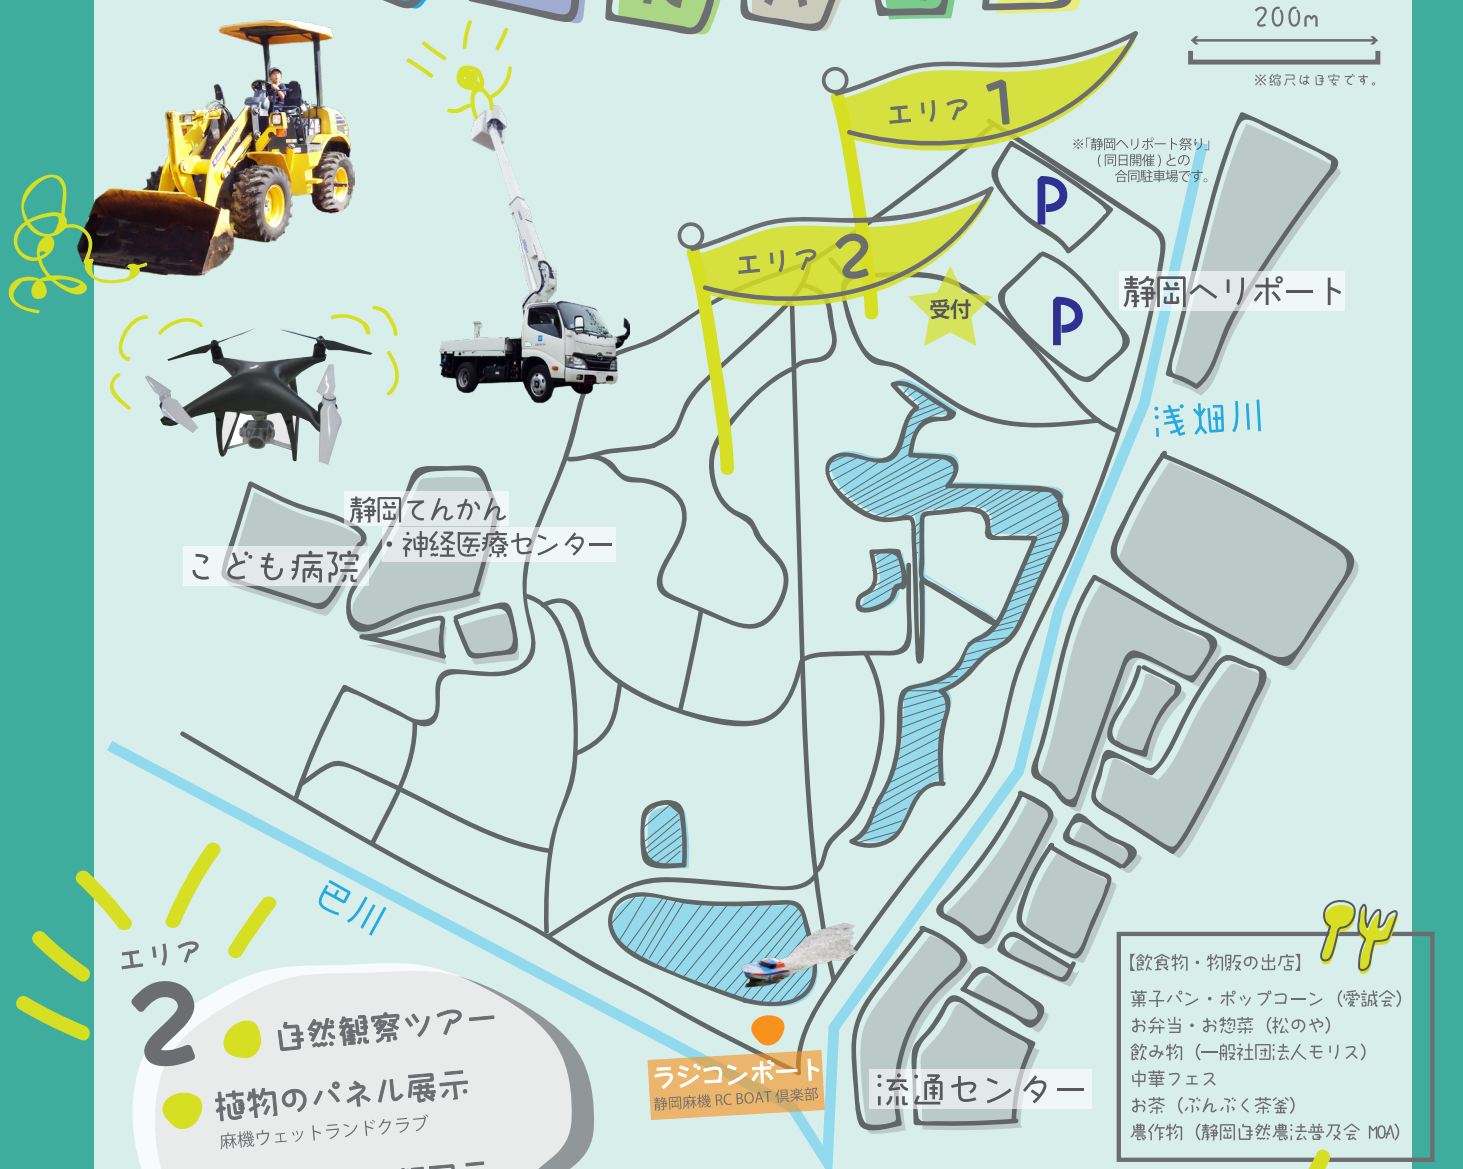 200m
※縮尺は目安です。
エリア 1
※「静岡ヘリポート祭り」
(同日開催)との
合同駐車場です。
P
エリア 2
受付
P
静岡ヘリポート
浅畑川
静岡てんかん
・神経医療センター
こども病院
巴川
エリア
2
自然観察ツアー
植物のパネル展示
麻機ウェットランドクラブ
ラジコンボート
静岡麻機 RC BOAT 倶楽部
流通センター
【飲食物・物販の出店】
菓子パン・ポップコーン（愛誠会）
お弁当・お惣菜（松のや）
飲み物（一般社団法人モリス）
中華フェス
お茶（ぶんぶく茶釜）
農作物（静岡自然農法普及会 MOA）